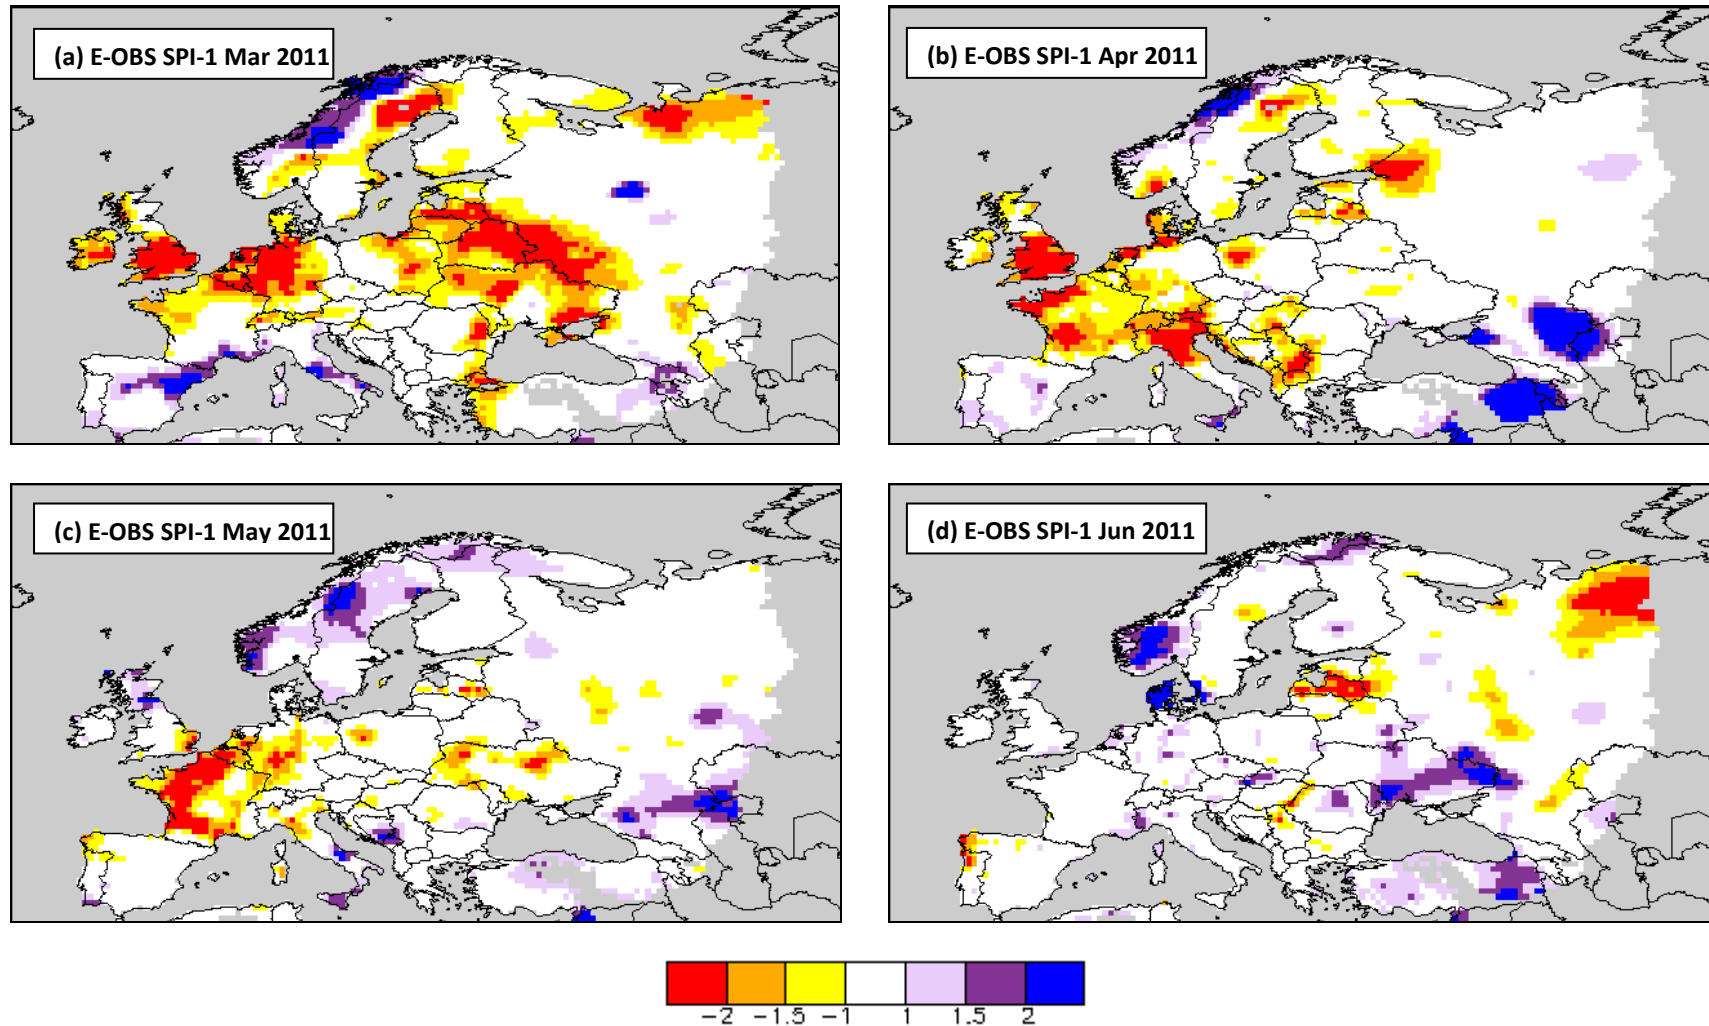 (a) E-OBS SPI-1 Mar 2011
(b) E-OBS SPI-1 Apr 2011
(c) E-OBS SPI-1 May 2011
(d) E-OBS SPI-1 Jun 2011
−2 −1.5 −1 1 1.5 2